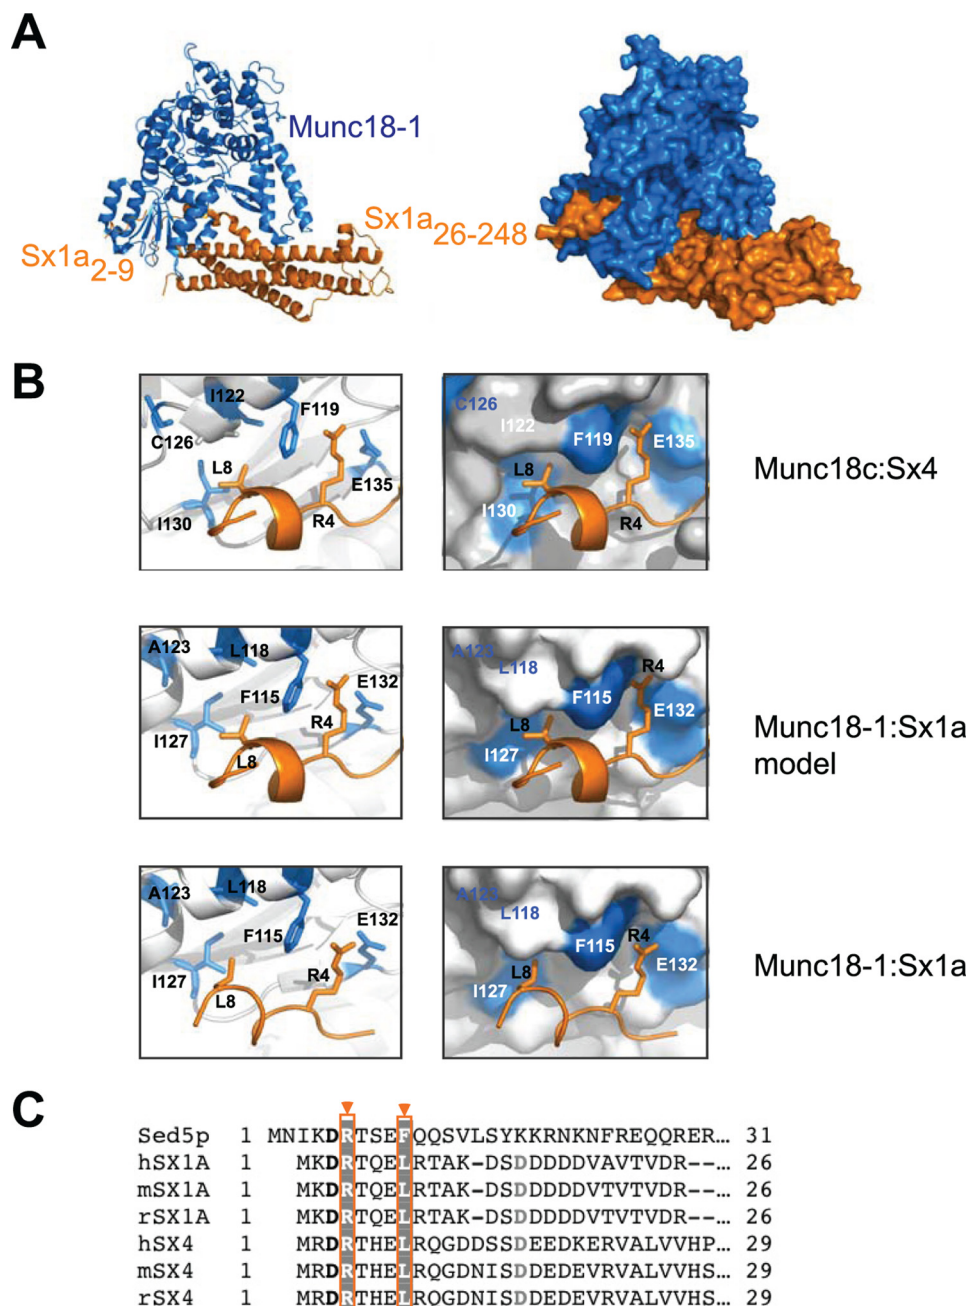 A
Munc18-1
Sx1a26-248
Sx1a2-9
B
I122
F119
C126
L8
E135
I130
R4
C126
I122
F119
E135
L8
I130
R4
Munc18c:Sx4
A123
L118
E132
F115
R4
I127
L8
A123
L118
R4
F115
E132
L8
I127
Munc18-1:Sx1a
model
A123
L118
E132
F115
R4
I127
L8
A123
L118
R4
F115
E132
L8
I127
Munc18-1:Sx1a
C
Sed5p 1 MNIKDRTSEFQQSVLSYKKRNKNFREQQRER… 31
hSX1A 1 MKDRTQELRTAK-DSDDDDDVAVTVDR--… 26
mSX1A 1 MKDRTQELRTAK-DSDDDDDVTVTVDR--… 26
rSX1A 1 MKDRTQELRTAK-DSDDDDDVTVTVDR--… 26
hSX4 1 MRDRTHELRQGDDSSDEEDKERVALVVHP… 29
mSX4 1 MRDRTHELRQGDNISDDEDEVRVALVVHS… 29
rSX4 1 MRDRTHELRQGDNISDDEDEVRVALVVHS… 29